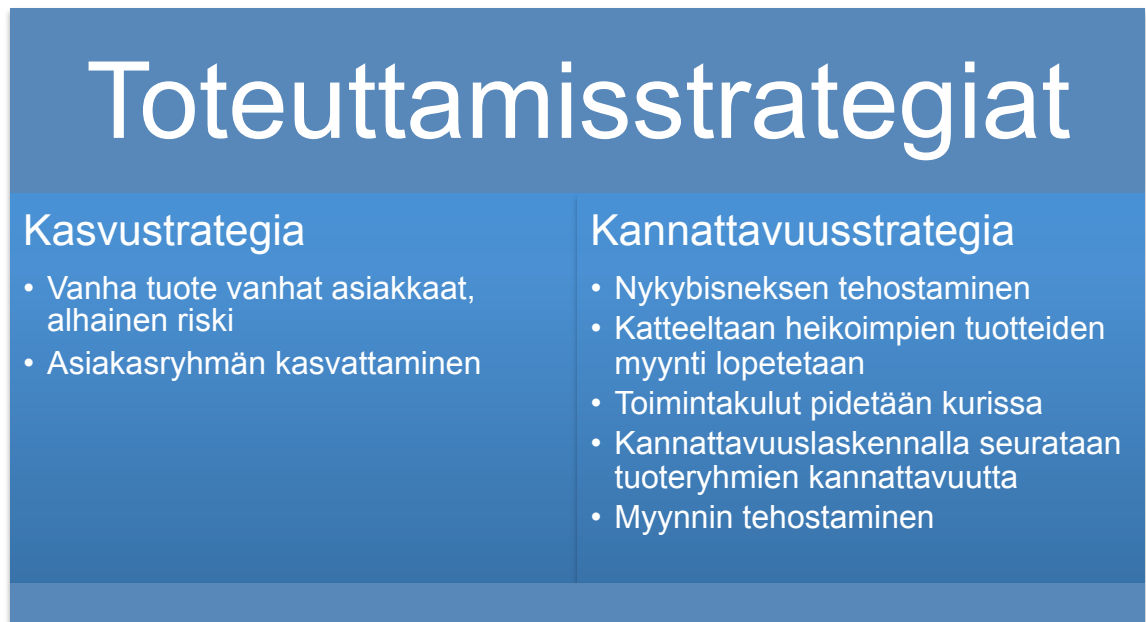 Toteuttamisstrategiat
Kasvustrategia
• Vanha tuote vanhat asiakkaat,
alhainen riski
• Asiakasryhmän kasvattaminen
Kannattavuusstrategia
• Nykybisneksen tehostaminen
• Katteeltaan heikoimpien tuotteiden
myynti lopetetaan
• Toimintakulut pidetään kurissa
• Kannattavuuslaskennalla seurataan
tuoteryhmien kannattavuutta
• Myynnin tehostaminen